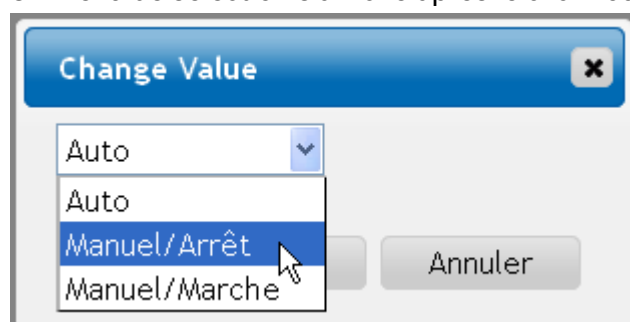 Change Value
Auto
Auto
Manuel/Arrêt
Manuel/Marche
Annuler